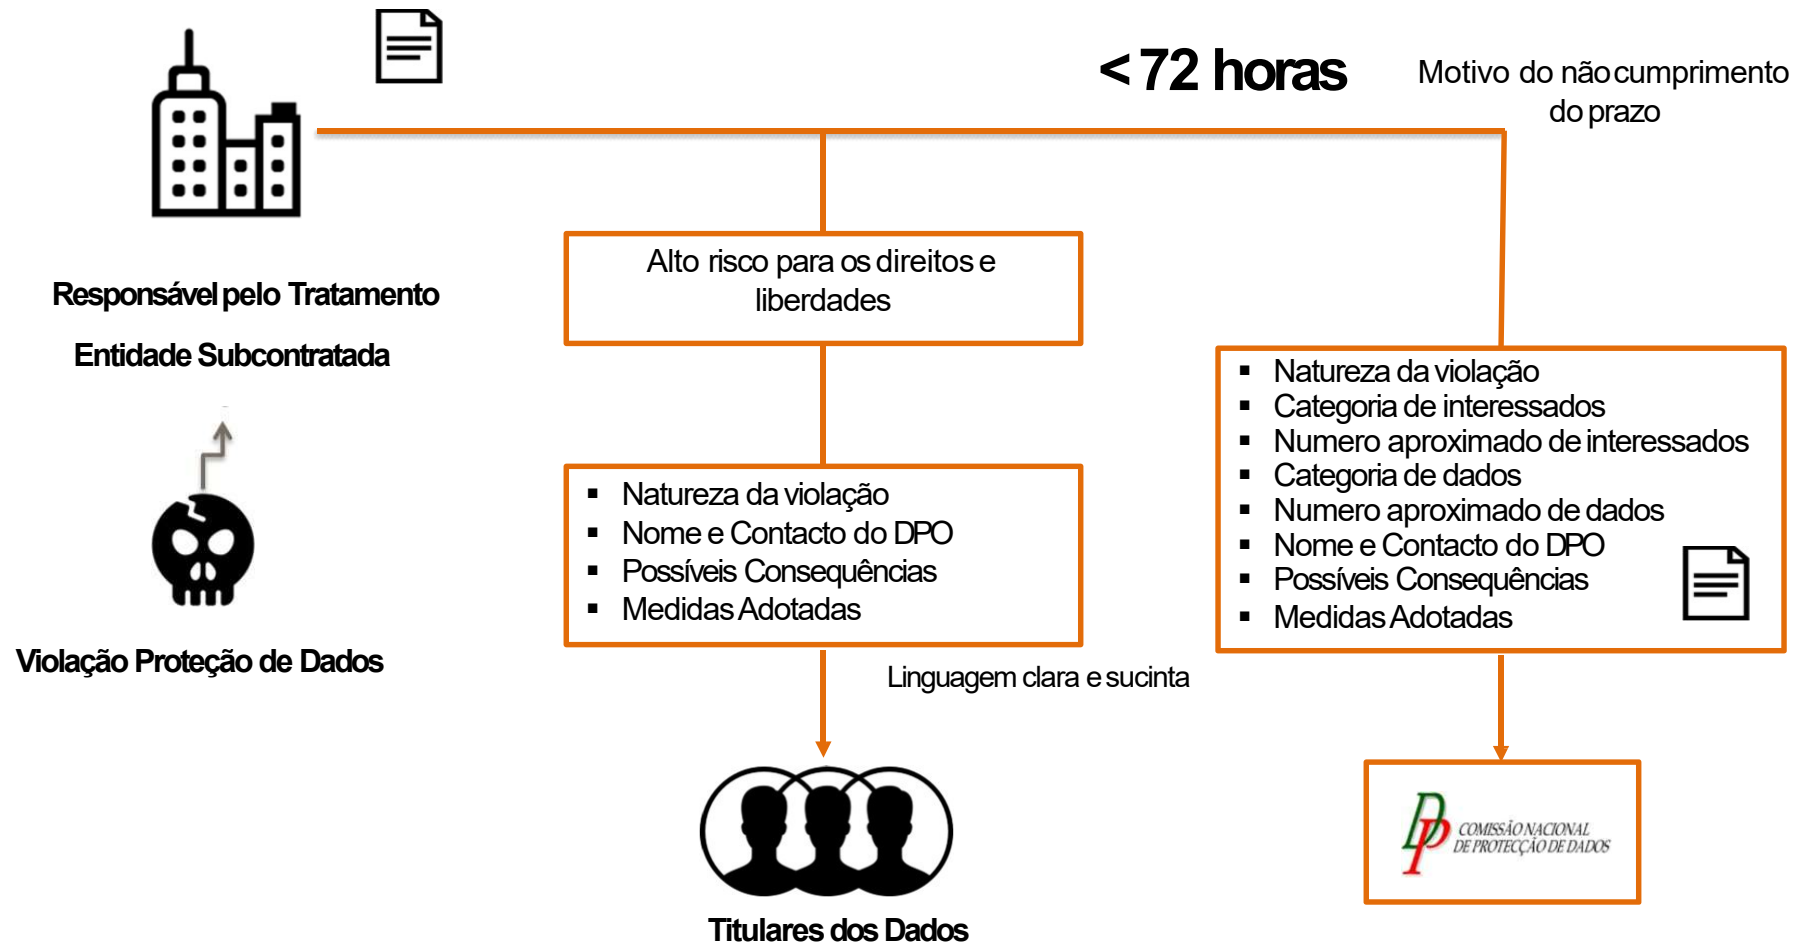 < 72 horas
Motivo do não cumprimento
do prazo
Responsável pelo Tratamento
Entidade Subcontratada
Violação Proteção de Dados
Alto risco para os direitos e
liberdades
▪ Natureza da violação
▪ Nome e Contacto do DPO
▪ Possíveis Consequências
▪ Medidas Adotadas
Linguagem clara e sucinta
Titulares dos Dados
▪ Natureza da violação
▪ Categoria de interessados
▪ Numero aproximado de interessados
▪ Categoria de dados
▪ Numero aproximado de dados
▪ Nome e Contacto do DPO
▪ Possíveis Consequências
▪ Medidas Adotadas
DP
COMISSÃO NACIONAL
DE PROTECÇÃO DE DADOS